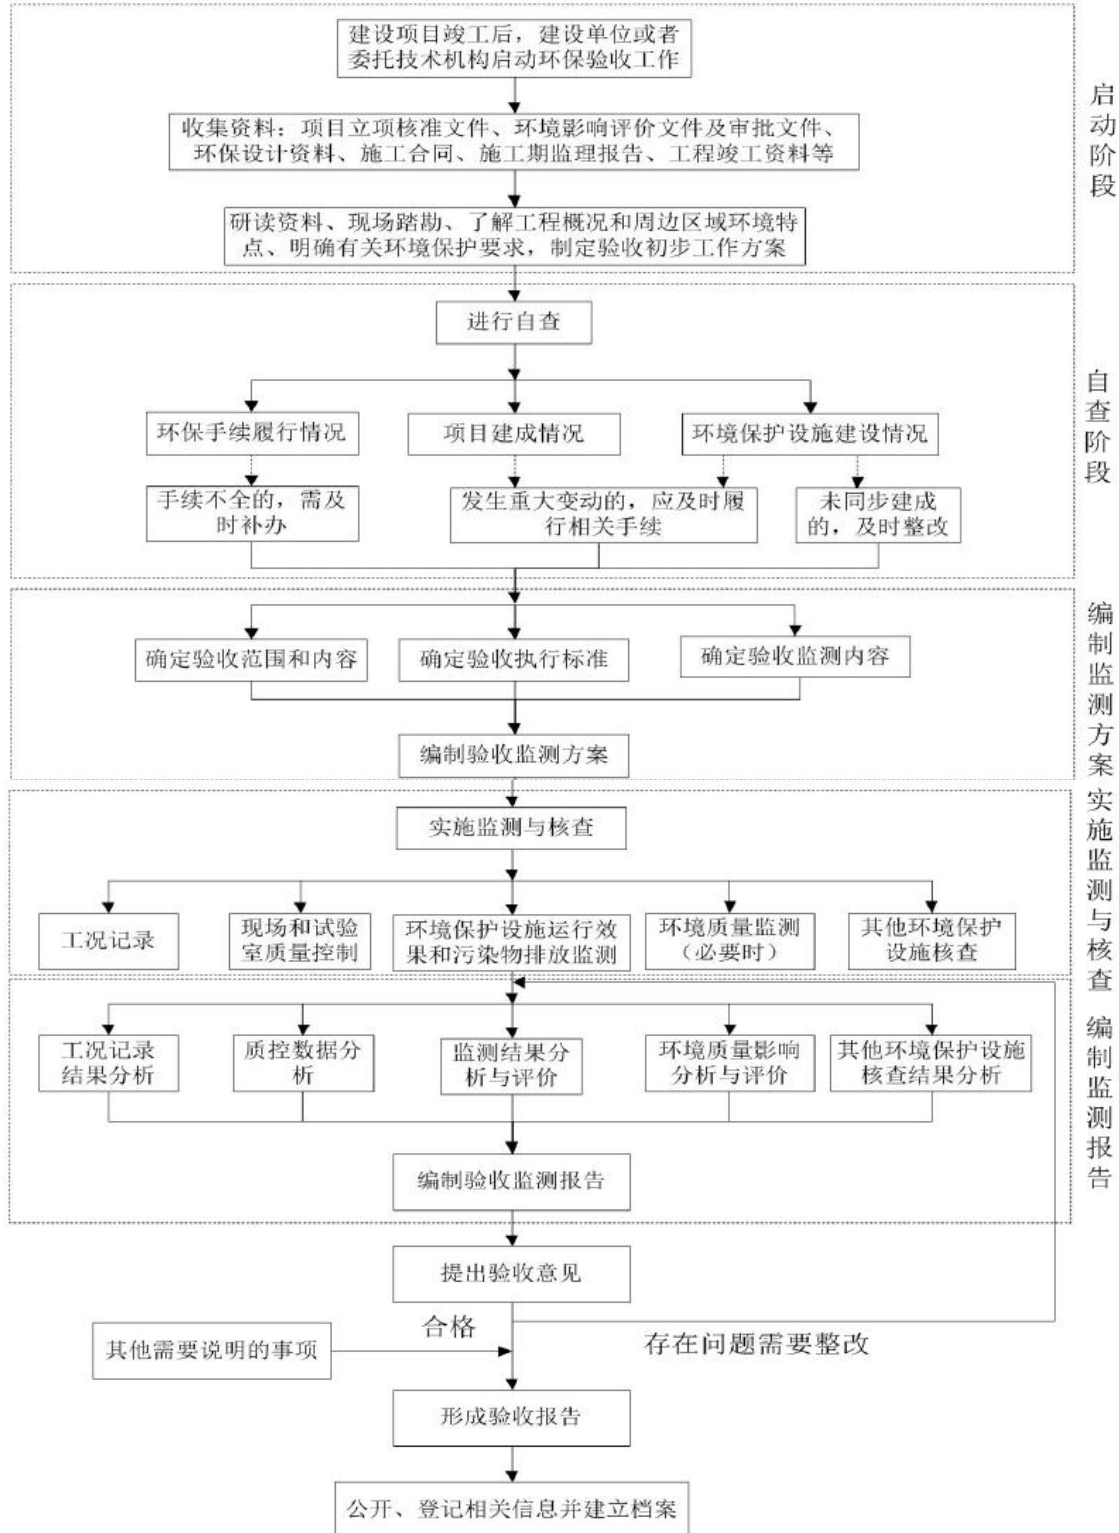 建设项目竣工后，建设单位或者
委托技术机构启动环保验收工作
收集资料：项目立项核准文件、环境影响评价文件及审批文件、
环保设计资料、施工合同、施工期监理报告、工程竣工资料等
研读资料、现场踏勘、了解工程概况和周边区域环境特
点、明确有关环境保护要求，制定验收初步工作方案
启动阶段
进行自查
环保手续履行情况
项目建成情况
环境保护设施建设情况
手续不全的，需及
时补办
发生重大变动的，应及时履
行相关手续
未同步建成
的，及时整改
自查阶段
确定验收范围和内容
确定验收执行标准
确定验收监测内容
编制验收监测方案
编制监测方案
实施监测与核查
工况记录
现场和试验
室质量控制
环境保护设施运行效
果和污染物排放监测
环境质量监测
（必要时）
其他环境保护
设施核查
实施监测与核查
工况记录
结果分析
质控数据分
析
监测结果分
析与评价
环境质量影响
分析与评价
其他环境保护设施
核查结果分析
编制验收监测报告
编制监测报告
提出验收意见
合格
存在问题需要整改
其他需要说明的事项
形成验收报告
公开、登记相关信息并建立档案